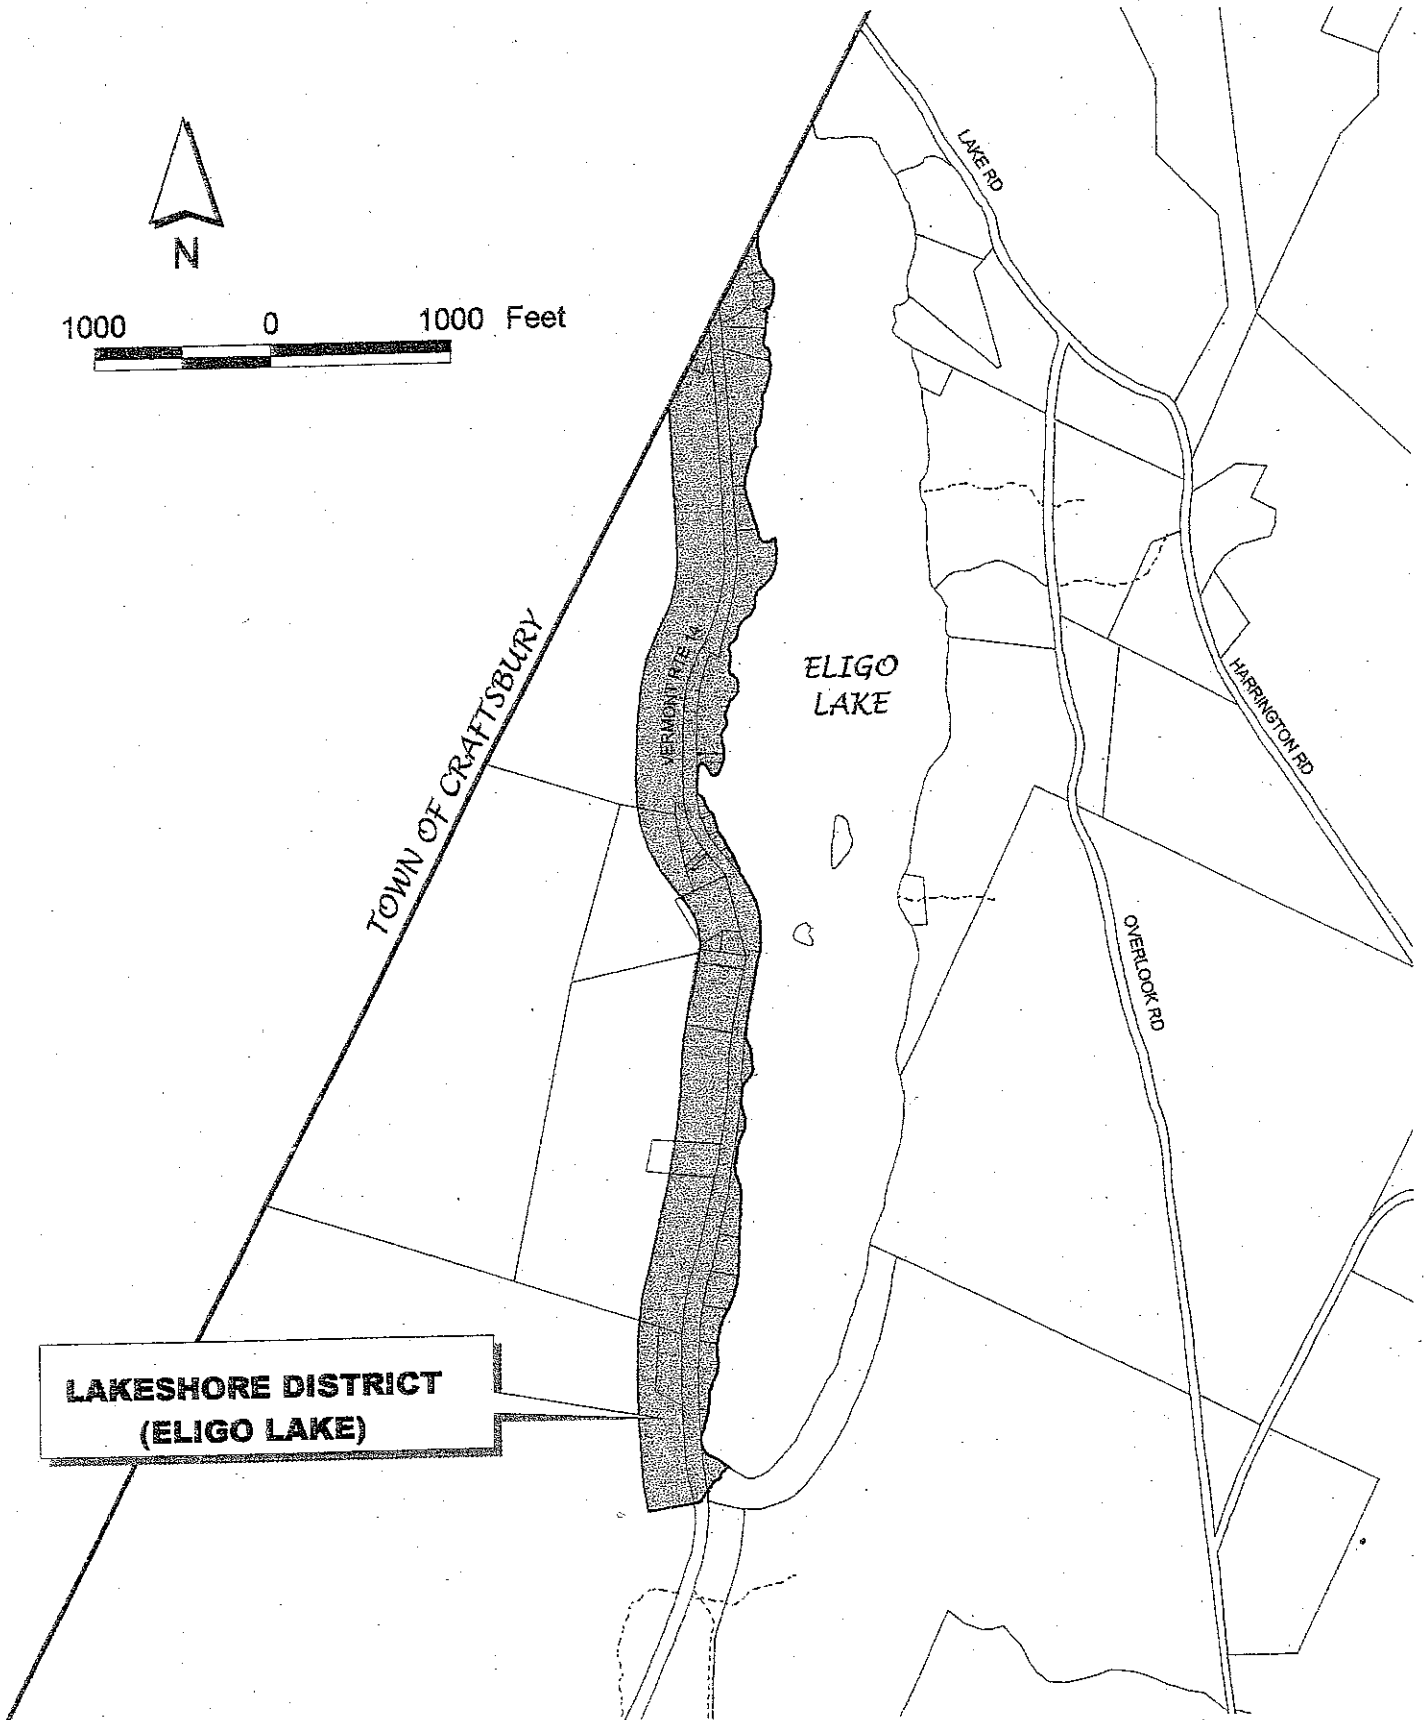 LAKE RD
N
1000 0 1000 Feet
TOWN OF CRAFTSBURY
VERMONT RTE 14
ELIGO
LAKE
HARRINGTON RD
OVERLOOK RD
LAKESHORE DISTRICT
(ELIGO LAKE)